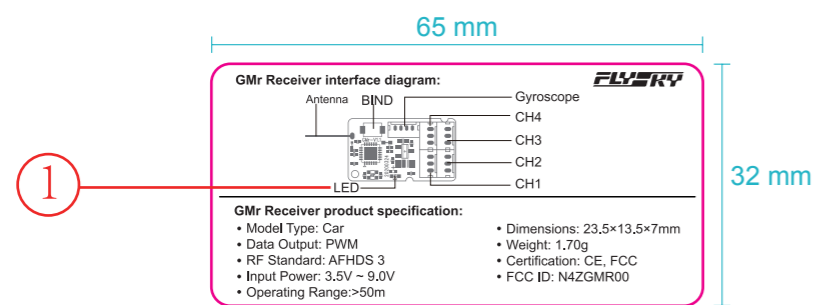 65 mm
GMr Receiver interface diagram:
FLYSKY
Antenna BIND
Gyroscope
CH4
CH3
CH2
CH1
1
LED
32 mm
GMr Receiver product specification:
• Model Type: Car
• Data Output: PWM
• RF Standard: AFHDS 3
• Input Power: 3.5V ~ 9.0V
• Operating Range:>50m
• Dimensions: 23.5×13.5×7mm
• Weight: 1.70g
• Certification: CE, FCC
• FCC ID: N4ZGMR00